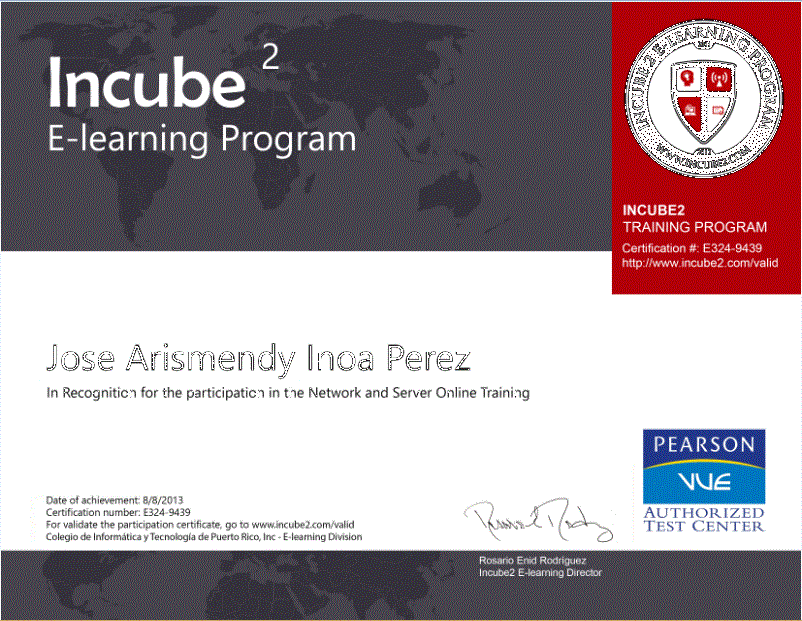 Incube 2
E-learning Program
INCUBE 2 E-LEARNING PROGRAM
WWW.INCUBE2.COM
INCUBE2
TRAINING PROGRAM
Certification #: E324-9439
http://www.incube2.com/valid
Jose Arismendy Inoa Perez
In Recognition for the participation in the Network and Server Online Training
PEARSON
VUE
AUTHORIZED
TEST CENTER
Date of achievement: 8/8/2013
Certification number: E324-9439
For validate the participation certificate, go to www.incube2.com/valid
Colegio de Informática y Tecnología de Puerto Rico, Inc - E-learning Division
Rosario Enid Rodriguez
Incube2 E-learning Director